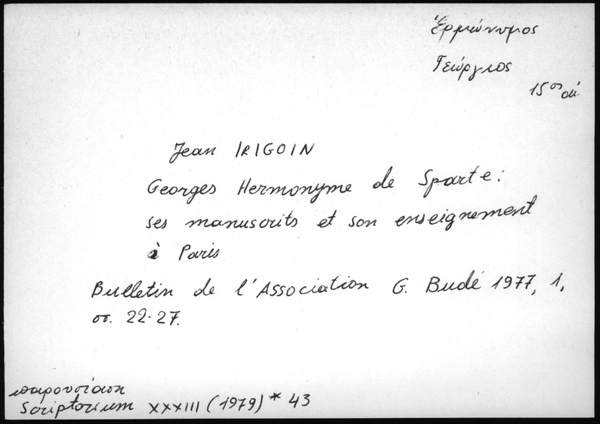 Ἑρμώνυμος
Γεώργιος
15ος αἰ.
Jean IRIGOIN
Georges Hermonyme de Sparte:
ses manuscrits et son enseignement
à Paris
Bulletin de l'Association G. Budé 1977, 1,
σσ. 22-27.
παρουσίαση
Scriptorium XXXIII (1979) * 43